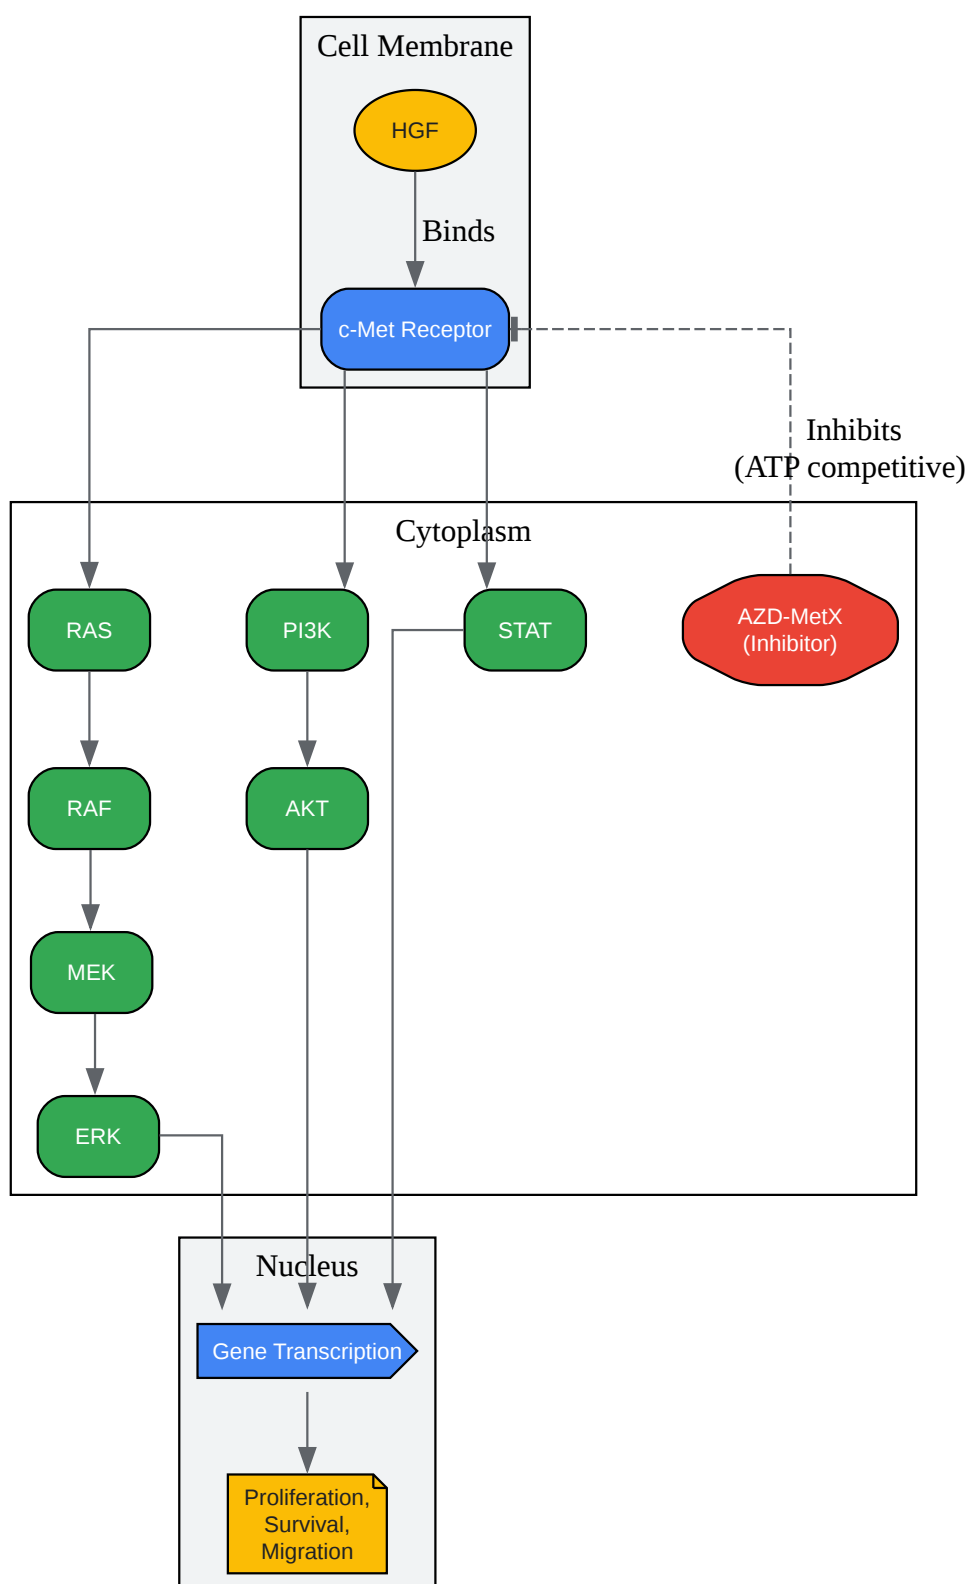 Cell Membrane
HGF
Binds
c-Met Receptor
Inhibits
(ATP competitive)
Cytoplasm
RAS
PI3K
STAT
AZD-MetX
(Inhibitor)
RAF
AKT
MEK
ERK
Nucleus
Gene Transcription
Proliferation,
Survival,
Migration